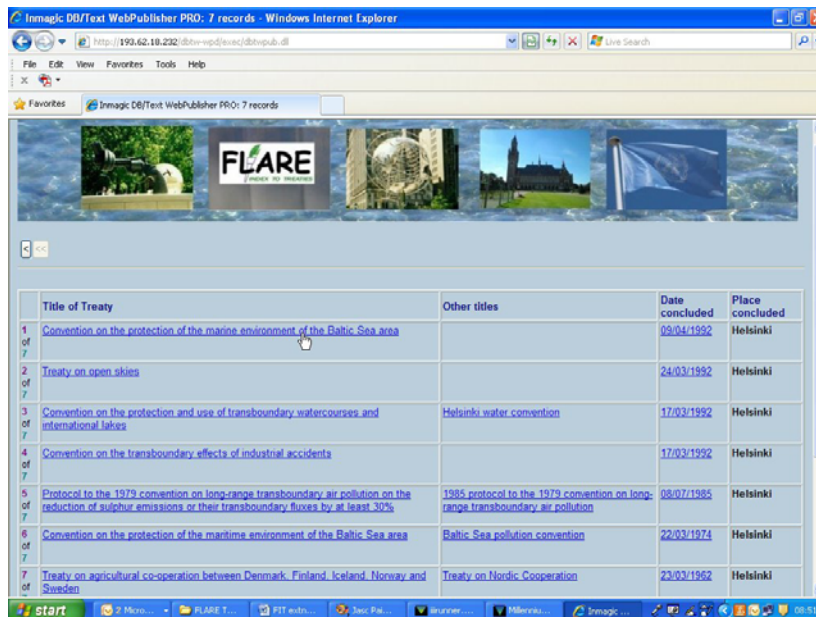 Inmagic DB/Text WebPublisher PRO: 7 records - Windows Internet Explorer
http://193.62.18.232/dbtw-wpd/exec/dbtwpub.dll
Live Search
File Edit View Favorites Tools Help
Favorites
Inmagic DB/Text WebPublisher PRO: 7 records
FLARE
INDEX TO TREATIES
< <<
Title of Treaty Other titles Date concluded Place concluded
1 of 7 Convention on the protection of the marine environment of the Baltic Sea area 09/04/1992 Helsinki
2 of 7 Treaty on open skies 24/03/1992 Helsinki
3 of 7 Convention on the protection and use of transboundary watercourses and international lakes Helsinki water convention 17/03/1992 Helsinki
4 of 7 Convention on the transboundary effects of industrial accidents 17/03/1992 Helsinki
5 of 7 Protocol to the 1979 convention on long-range transboundary air pollution on the reduction of sulphur emissions or their transboundary fluxes by at least 30% 1985 protocol to the 1979 convention on long-range transboundary air pollution 08/07/1985 Helsinki
6 of 7 Convention on the protection of the maritime environment of the Baltic Sea area Baltic Sea pollution convention 22/03/1974 Helsinki
7 of Treaty on agricultural co-operation between Denmark, Finland, Iceland, Norway and Sweden Treaty on Nordic Cooperation 23/03/1962 Helsinki
start 2 Micro... FLARE T... FIT extn... Jasc Pai... Millenniu... Inmagic ... 08:51